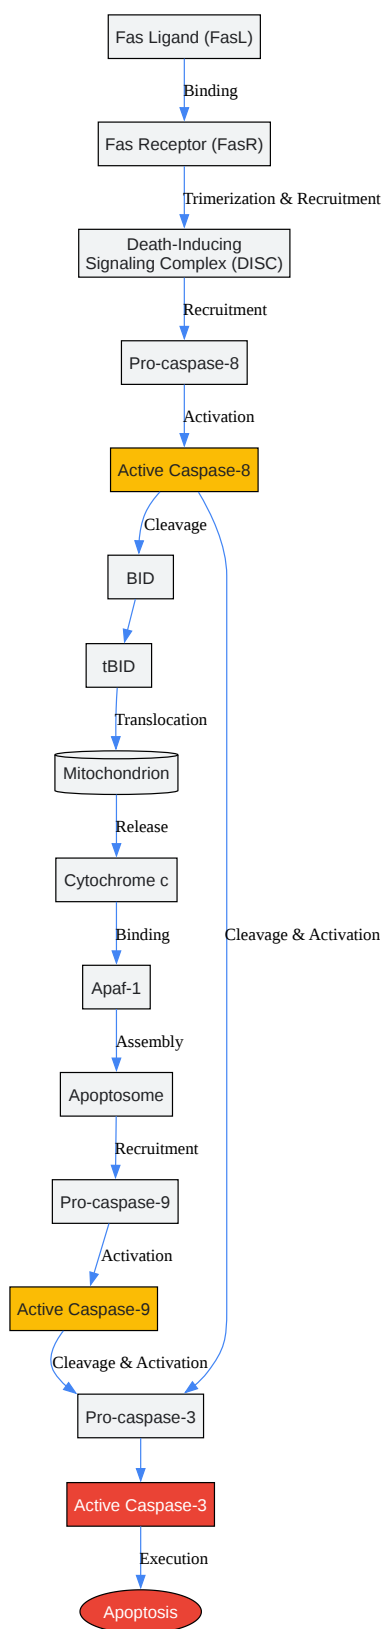 Fas Ligand (FasL)
Binding
Fas Receptor (FasR)
Trimerization & Recruitment
Death-Inducing
Signaling Complex (DISC)
Recruitment
Pro-caspase-8
Activation
Active Caspase-8
Cleavage
BID
tBID
Translocation
Mitochondrion
Release
Cytochrome c
Binding
Cleavage & Activation
Apaf-1
Assembly
Apoptosome
Recruitment
Pro-caspase-9
Activation
Active Caspase-9
Cleavage & Activation
Pro-caspase-3
Active Caspase-3
Execution
Apoptosis